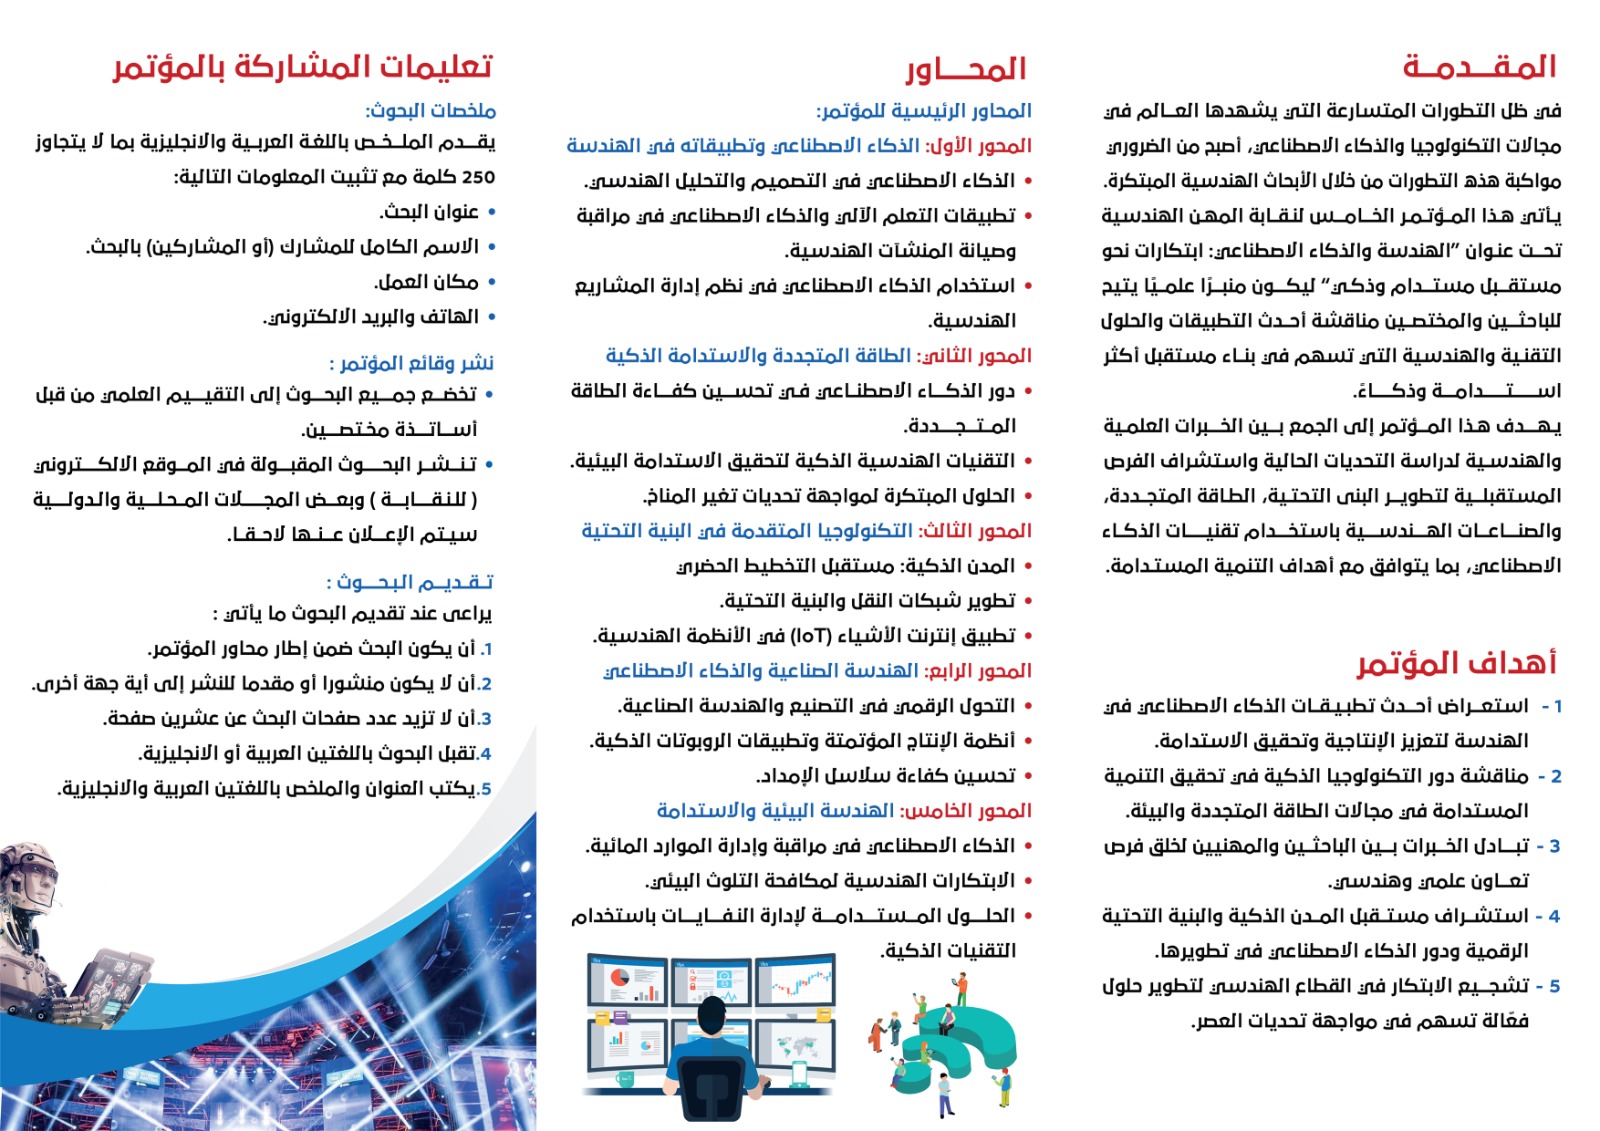 المقدمة
في ظل التطورات المتسارعة التي يشهدها العالم في
مجالات التكنولوجيا والذكاء الاصطناعي، أصبح من الضروري
مواكبة هذه التطورات من خلال الأبحاث الهندسية المبتكرة.
يأتي هذا المؤتمر الخامس لنقابة المهن الهندسية
تحت عنوان "الهندسة والذكاء الاصطناعي: ابتكارات نحو
مستقبل مستدام وذكي" ليكون منبرًا علميًا يتيح
للباحثين والمختصين مناقشة أحدث التطبيقات والحلول
التقنية والهندسية التي تسهم في بناء مستقبل أكثر
استدامة وذكاءً.
يهدف هذا المؤتمر إلى الجمع بين الخبرات العلمية
والهندسية لدراسة التحديات الحالية واستشراف الفرص
المستقبلية لتطوير البنى التحتية، الطاقة المتجددة،
والصناعات الهندسية باستخدام تقنيات الذكاء
الاصطناعي، بما يتوافق مع أهداف التنمية المستدامة.
أهداف المؤتمر
1 - استعراض أحدث تطبيقات الذكاء الاصطناعي في
الهندسة لتعزيز الإنتاجية وتحقيق الاستدامة.
2 - مناقشة دور التكنولوجيا الذكية في تحقيق التنمية
المستدامة في مجالات الطاقة المتجددة والبيئة.
3 - تبادل الخبرات بين الباحثين والمهنيين لخلق فرص
تعاون علمي وهندسي.
4 - استشراف مستقبل المدن الذكية والبنية التحتية
الرقمية ودور الذكاء الاصطناعي في تطويرها.
5 - تشجيع الابتكار في القطاع الهندسي لتطوير حلول
فعّالة تسهم في مواجهة تحديات العصر.
المحاور
المحاور الرئيسية للمؤتمر:
المحور الأول: الذكاء الاصطناعي وتطبيقاته في الهندسة
• الذكاء الاصطناعي في التصميم والتحليل الهندسي.
• تطبيقات التعلم الآلي والذكاء الاصطناعي في مراقبة
وصيانة المنشآت الهندسية.
• استخدام الذكاء الاصطناعي في نظم إدارة المشاريع
الهندسية.
المحور الثاني: الطاقة المتجددة والاستدامة الذكية
• دور الذكاء الاصطناعي في تحسين كفاءة الطاقة
المتجددة.
• التقنيات الهندسية الذكية لتحقيق الاستدامة البيئية.
• الحلول المبتكرة لمواجهة تحديات تغير المناخ.
المحور الثالث: التكنولوجيا المتقدمة في البنية التحتية
• المدن الذكية: مستقبل التخطيط الحضري
• تطوير شبكات النقل والبنية التحتية.
• تطبيق إنترنت الأشياء (IoT) في الأنظمة الهندسية.
المحور الرابع: الهندسة الصناعية والذكاء الاصطناعي
• التحول الرقمي في التصنيع والهندسة الصناعية.
• أنظمة الإنتاج المؤتمتة وتطبيقات الروبوتات الذكية.
• تحسين كفاءة سلاسل الإمداد.
المحور الخامس: الهندسة البيئية والاستدامة
• الذكاء الاصطناعي في مراقبة وإدارة الموارد المائية.
• الابتكارات الهندسية لمكافحة التلوث البيئي.
• الحلول المستدامة لإدارة النفايات باستخدام
التقنيات الذكية.
تعليمات المشاركة بالمؤتمر
ملخصات البحوث:
يقدم الملخص باللغة العربية والانجليزية بما لا يتجاوز
250 كلمة مع تثبيت المعلومات التالية:
• عنوان البحث.
• الاسم الكامل للمشارك (أو المشاركين) بالبحث.
• مكان العمل.
• الهاتف والبريد الالكتروني.
نشر وقائع المؤتمر :
• تخضع جميع البحوث إلى التقييم العلمي من قبل
أساتذة مختصين.
• تنشر البحوث المقبولة في الموقع الالكتروني
( للنقابة ) وبعض المجلات المحلية والدولية
سيتم الإعلان عنها لاحقا.
تقديم البحوث :
يراعى عند تقديم البحوث ما يأتي :
1. أن يكون البحث ضمن إطار محاور المؤتمر.
2.أن لا يكون منشورا أو مقدما للنشر إلى أية جهة أخرى.
3.أن لا تزيد عدد صفحات البحث عن عشرين صفحة.
4.تقبل البحوث باللغتين العربية أو الانجليزية.
5.يكتب العنوان والملخص باللغتين العربية والانجليزية.